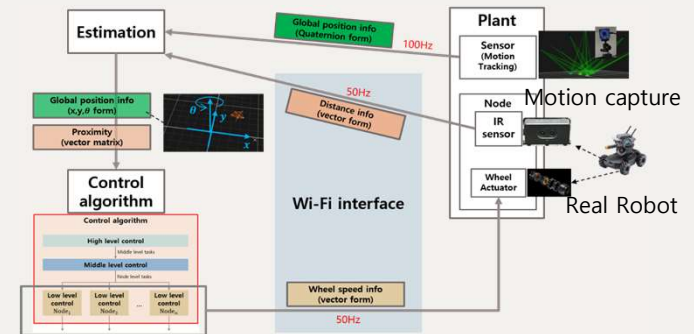 Estimation
Global position info
(Quaternion form)
100Hz
Plant
Sensor
(Motion
Tracking)
Motion capture
50Hz
Distance info
(vector form)
Node
IR
sensor
Wheel
Actuator
Real Robot
Global position info
(x,y,θ form)
θ
y
x
Proximity
(vector matrix)
Control
algorithm
Wi-Fi interface
Control algorithm
High level control
Middle level tasks
Middle level control
Node level tasks
Low level
control
Node₁
Low level
control
Node₂
...
Low level
control
Nodeₙ
Wheel speed info
(vector form)
50Hz